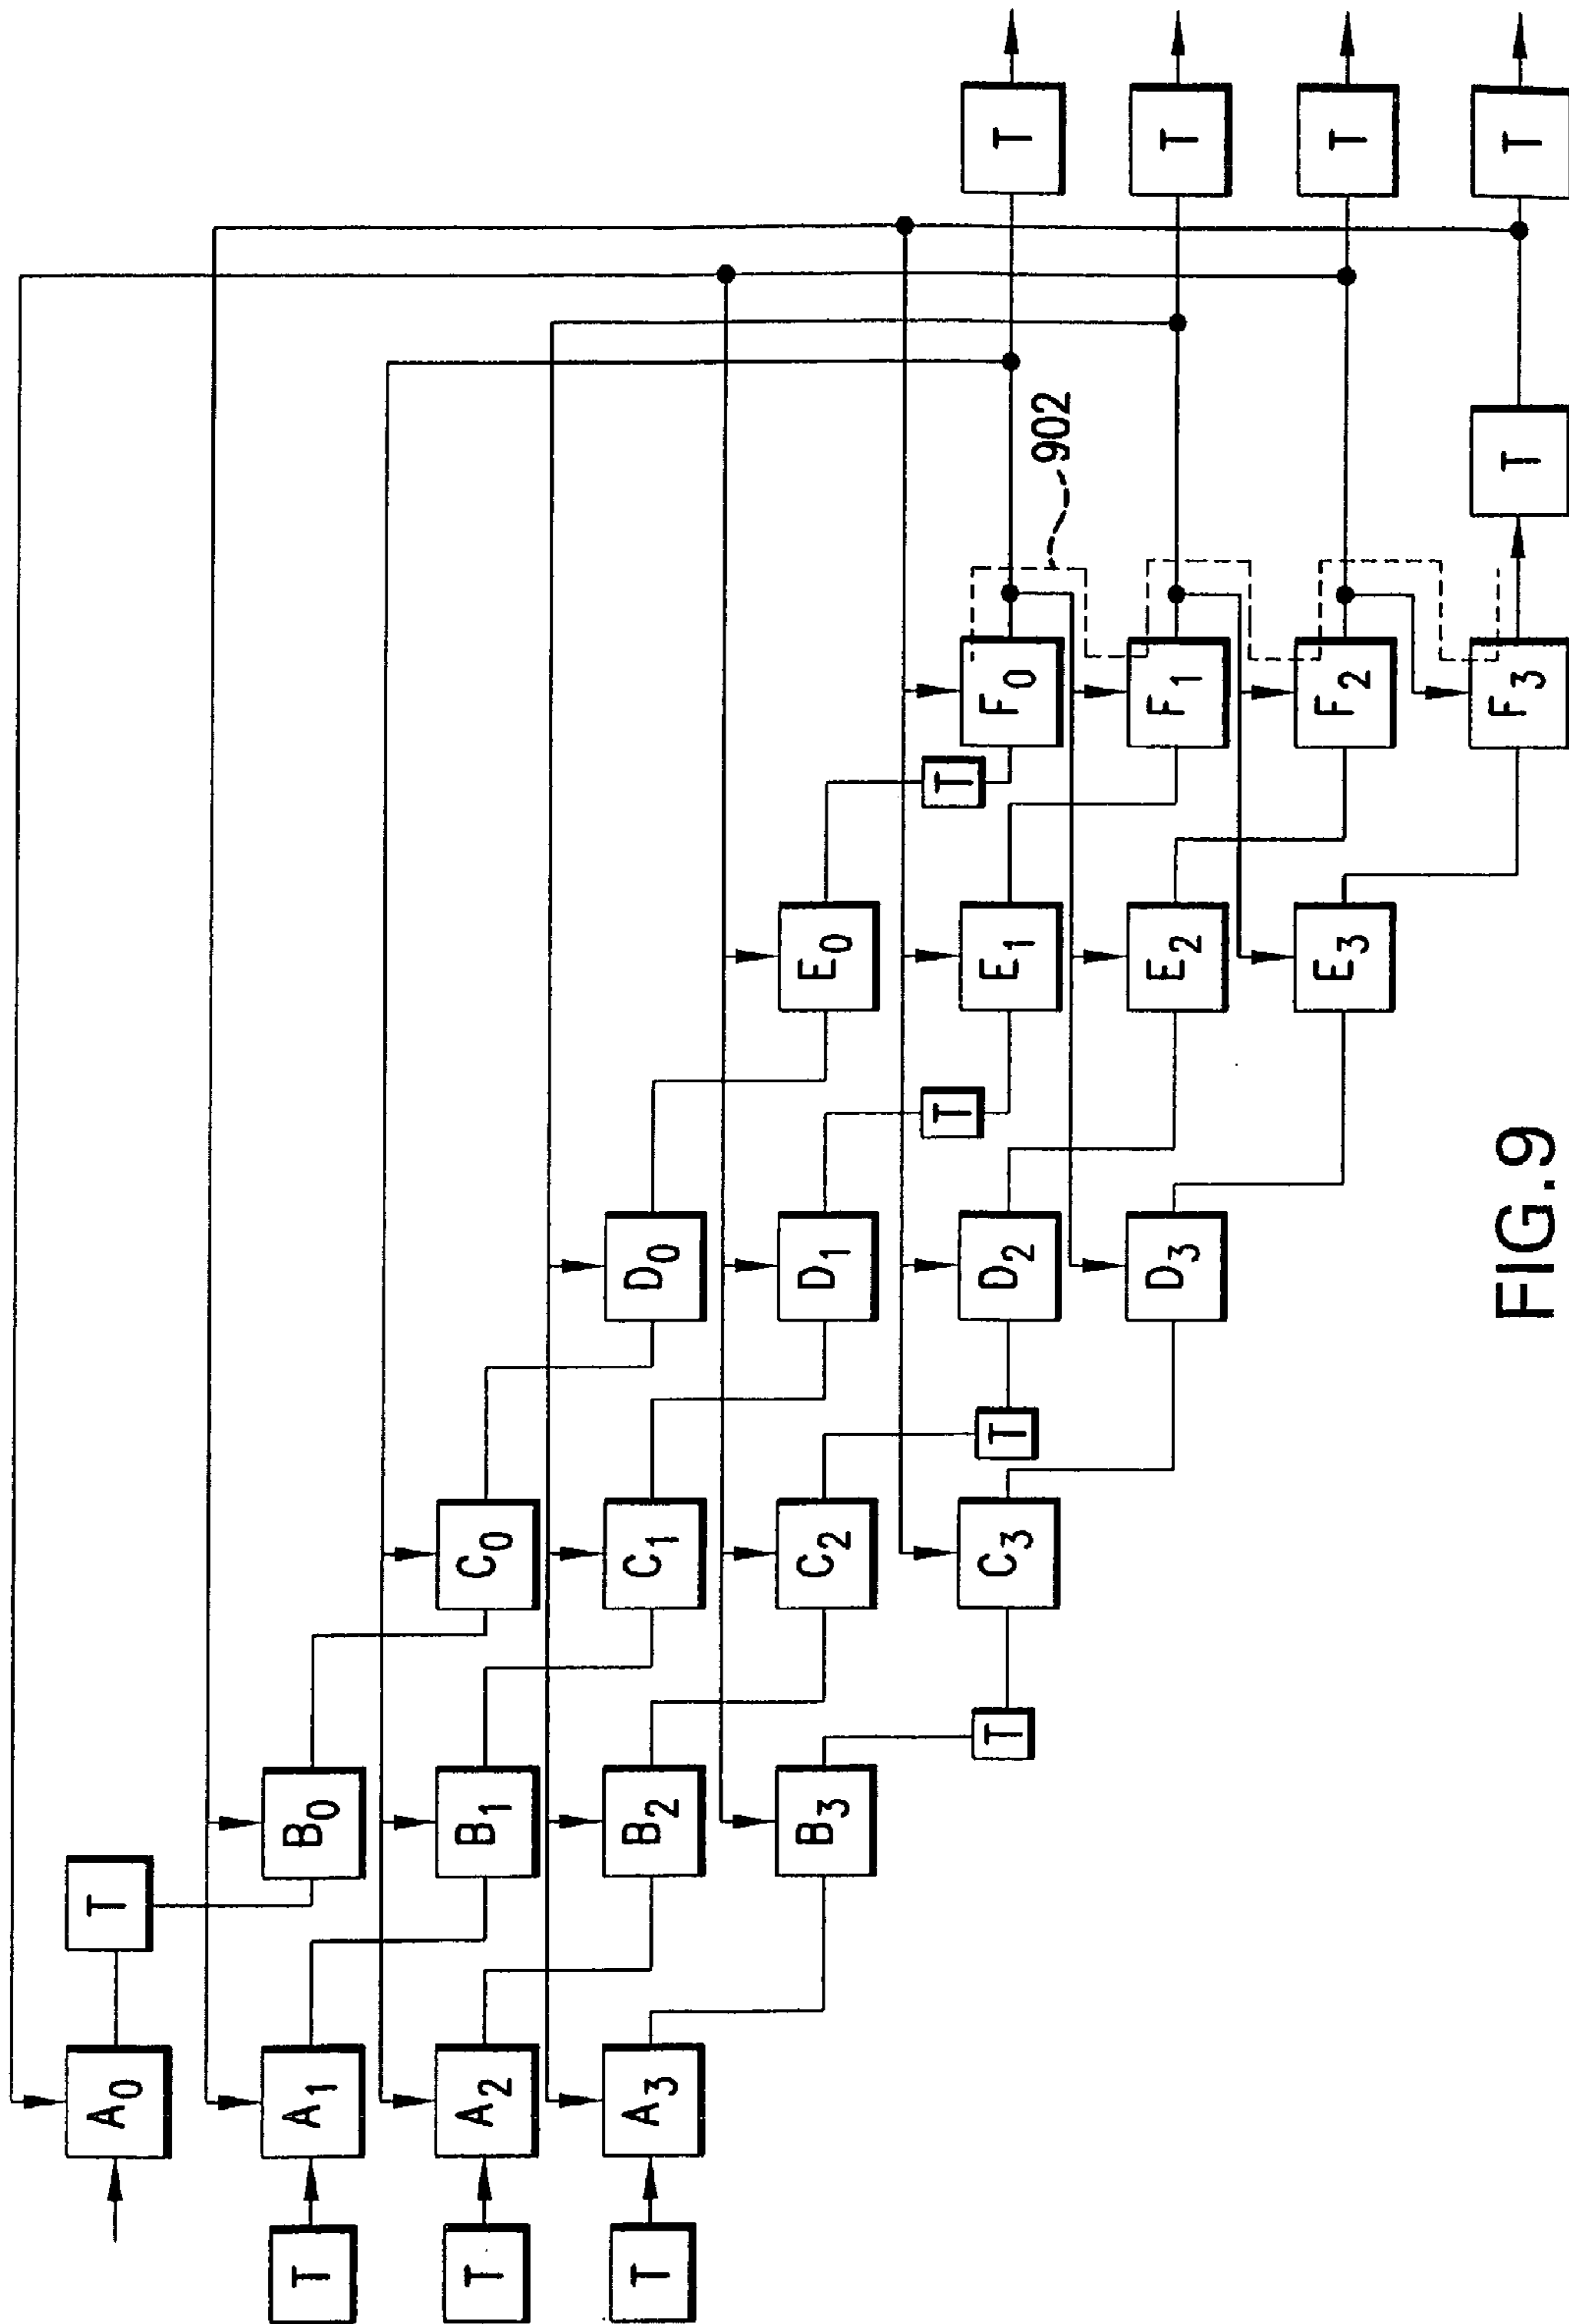 A0 T
T A1 B0
T A2 B1 C0
T A3 B2 C1 D0
B3 C2 D1 E0
T T
T C3 T D2 E1 F0 T
902
D3 E2 F1 T
E3 F2 T
F3 T T
FIG.9